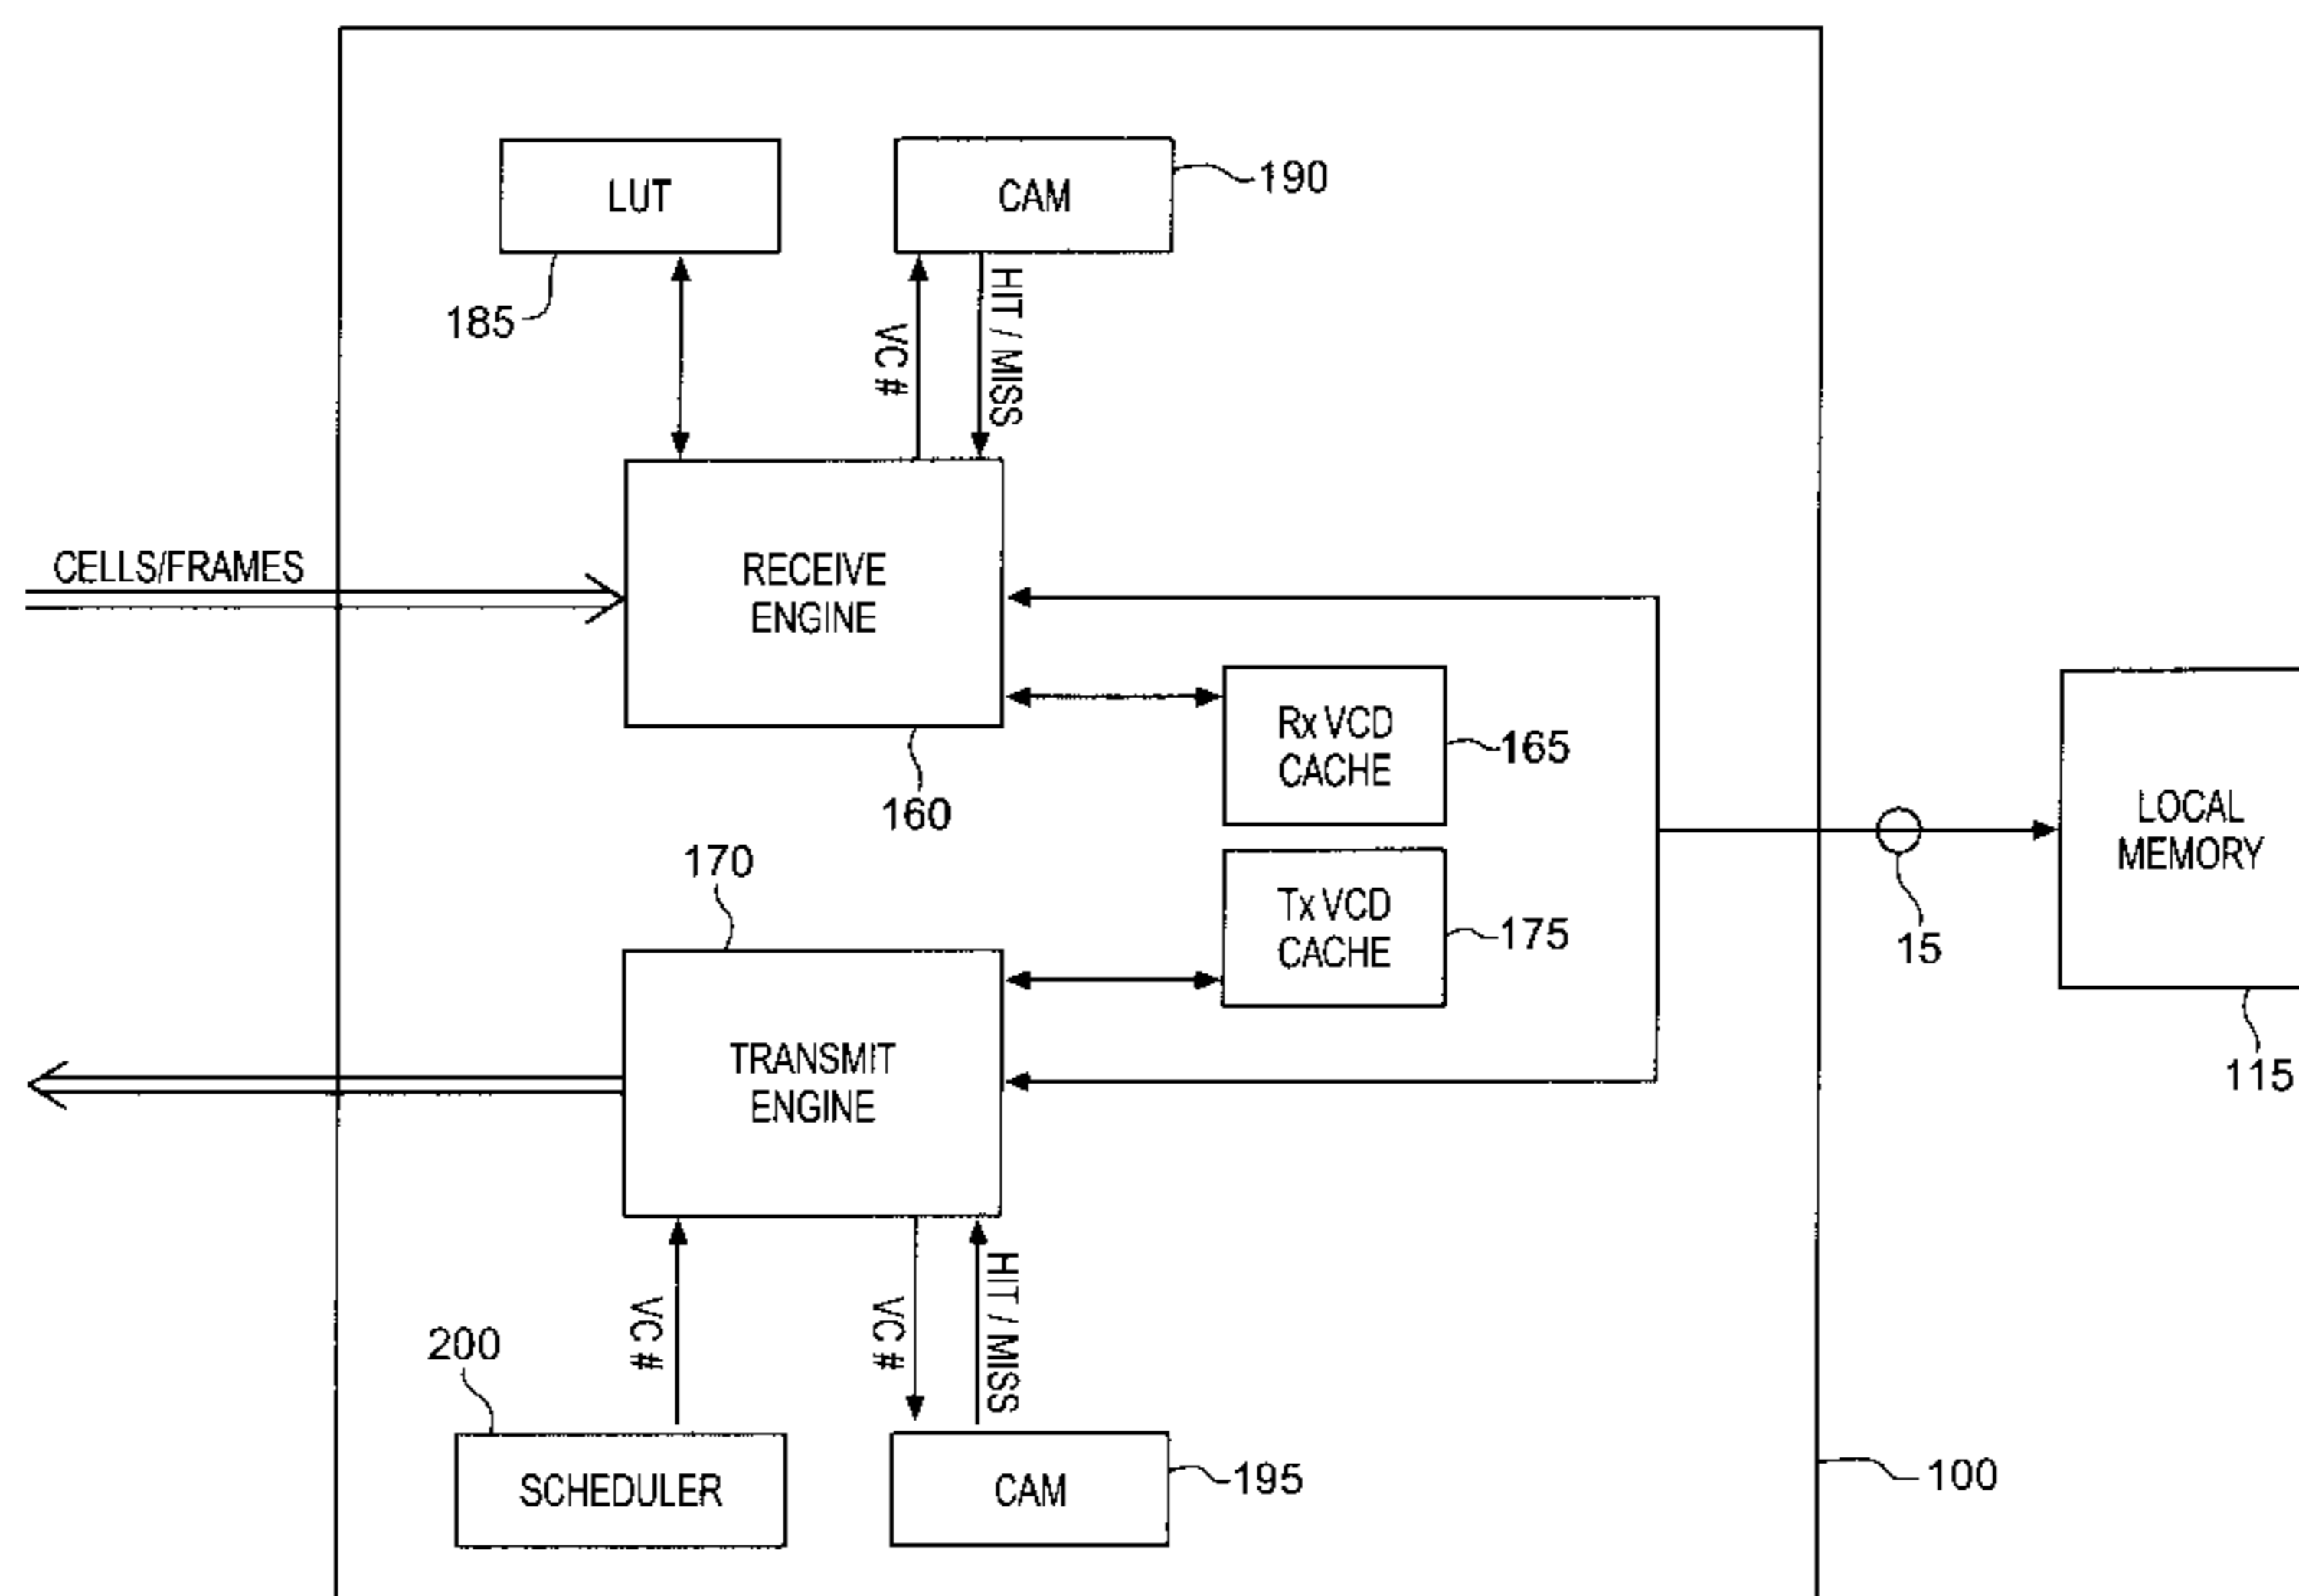 LUT
CAM
190
185
VC #
HIT / MISS
CELLS/FRAMES
RECEIVE
ENGINE
160
Rx VCD
CACHE
165
LOCAL
MEMORY
115
15
170
Tx VCD
CACHE
175
TRANSMIT
ENGINE
VC #
VC #
HIT / MISS
200
SCHEDULER
CAM
195
100